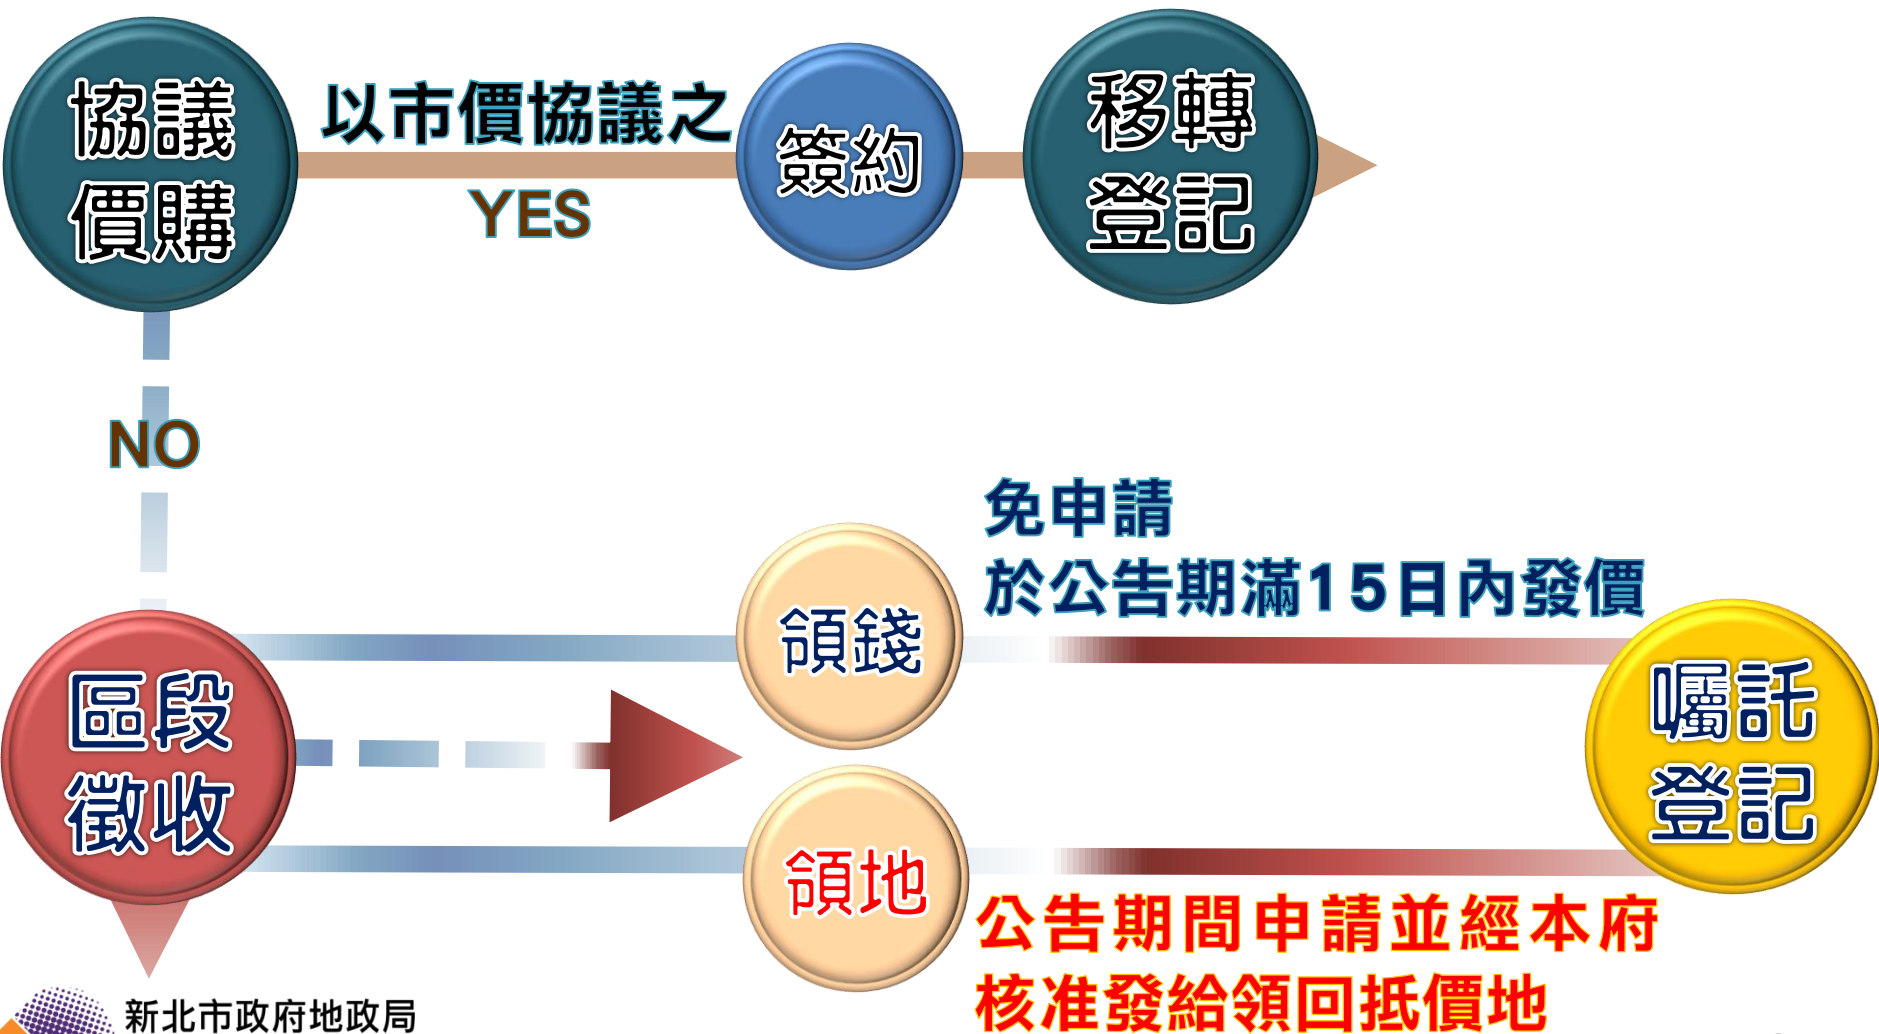 協議
價購
以市價協議之
YES
簽約
移轉
登記
NO
區段
徵收
領錢
免申請
於公告期滿15日內發價
領地
公告期間申請並經本府
核准發給領回抵價地
囑託
登記
新北市政府地政局